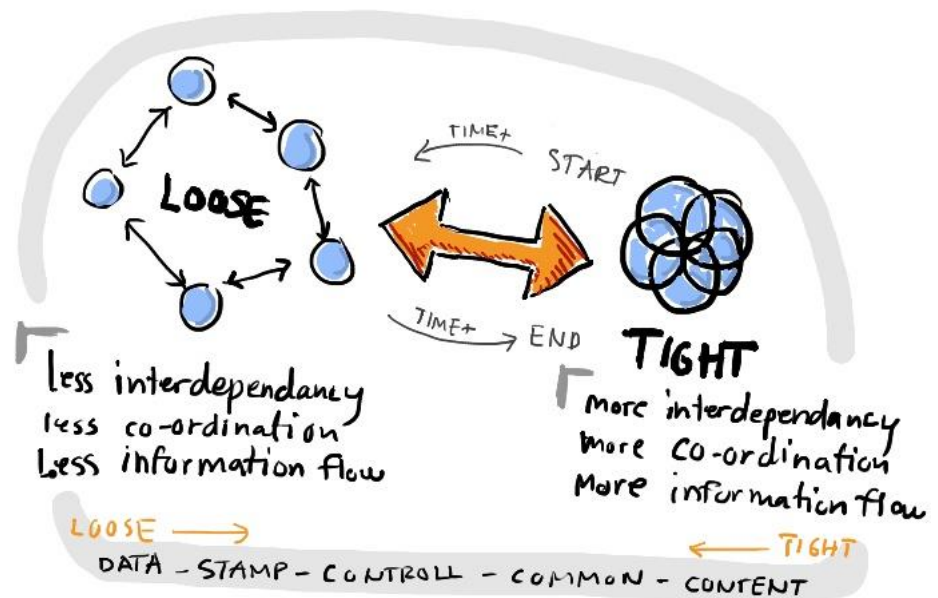 TIME+
START
LOOSE
TIME+
END
TIGHT
less interdependancy
less co-ordination
Less information flow
more interdependancy
more co-ordination
More information flow
LOOSE
TIGHT
DATA - STAMP - CONTROLL - COMMON - CONTENT